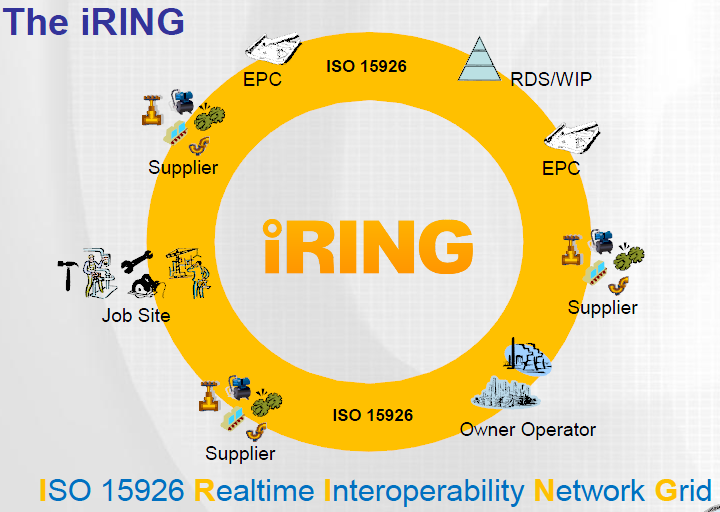 The iRING
ISO 15926
EPC
RDS/WIP
EPC
Supplier
iRING
Supplier
Job Site
ISO 15926
Owner Operator
Supplier
ISO 15926 Realtime Interoperability Network Grid